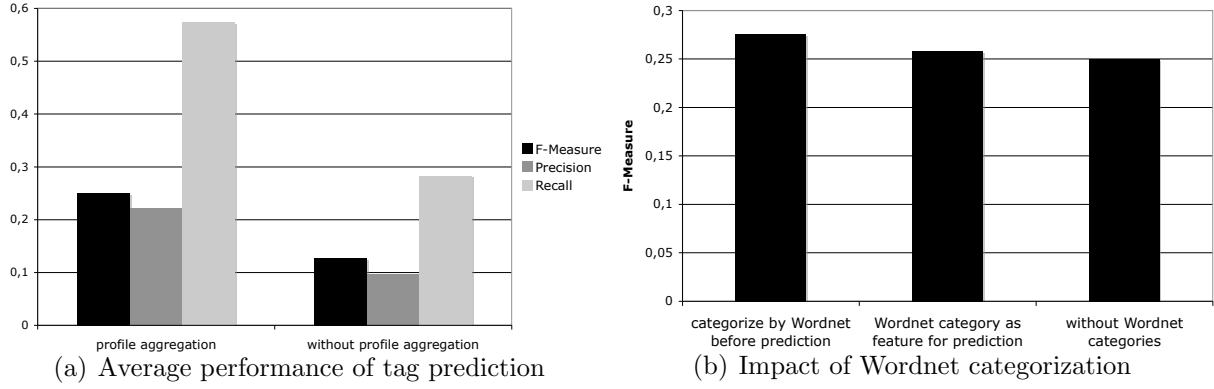 0,6
0,5
0,4
0,3
0,2
0,1
0
F-Measure
Precision
Recall
profile aggregation
without profile aggregation
(a) Average performance of tag prediction
0,3
0,25
0,2
0,15
0,1
0,05
0
F-Measure
categorize by Wordnet
before prediction
Wordnet category as
feature for prediction
without Wordnet
categories
(b) Impact of Wordnet categorization